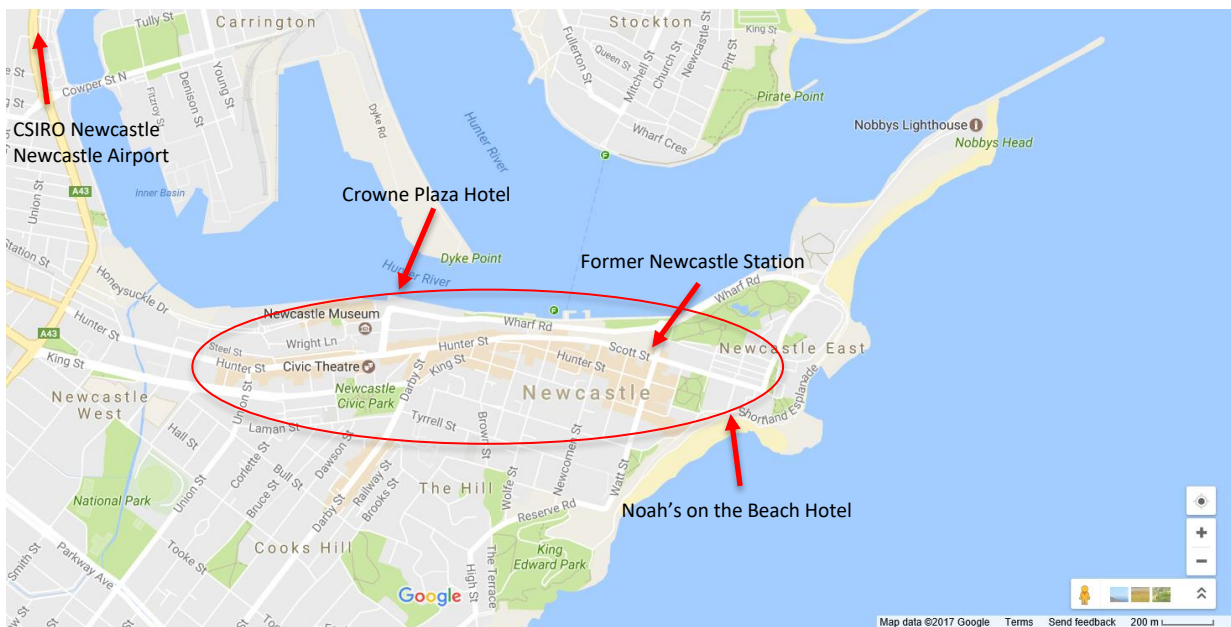 Tully St
Carrington
Stockton
King St
Fullerton St
Queen St
Mitchell St
Church St
Newcastle St
Pitt St
Cowper St N
Fitzroy St
Denison St
Young St
Dyke Rd
Hunter River
Pirate Point
Wharf Cres
Nobbys Lighthouse
Nobbys Head
CSIRO Newcastle
Newcastle Airport
A43
Union St
Inner Basin
Crowne Plaza Hotel
Station St
Honeysuckle Dr
Dyke Point
Hunter River
Former Newcastle Station
Wharf Rd
Newcastle Museum
Wharf Rd
A43
Hunter St
Steel St
Wright Ln
Hunter St
Scott St
Newcastle East
King St
Hunter St
Civic Theatre
Darby St
King St
Hunter St
Newcastle
West
Newcastle
Civic Park
Newcastle
Union St
Laman St
Tyrrell St
Brown St
Shortland Esplanade
Hall St
Corlette St
Bull St
Dawson St
Railway St
Brooks St
The Hill
Wolfe St
Newcomen St
Watt St
National Park
Union St
Bruce St
Darby St
Reserve Rd
Noah's on the Beach Hotel
Smith St
Parkway Ave
Tooke St
Cooks Hill
The Terrace
High St
King
Edward Park
Google
Map data ©2017 Google Terms Send feedback 200 m